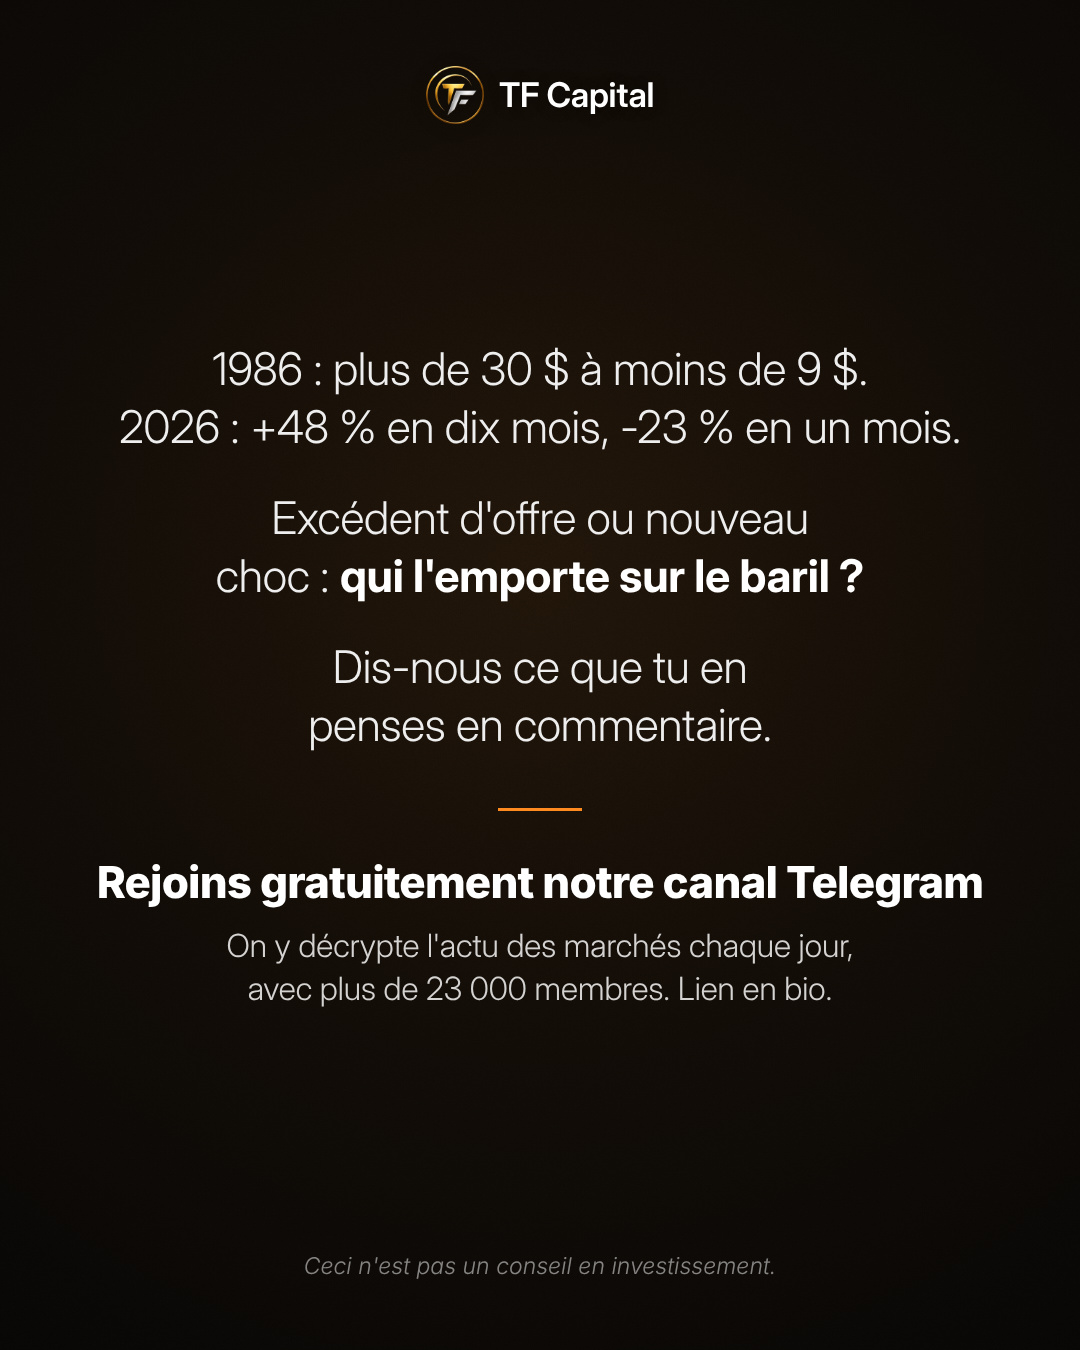 TF TF Capital
1986 : plus de 30 $ à moins de 9 $.
2026 : +48 % en dix mois, -23 % en un mois.
Excédent d'offre ou nouveau
choc : qui l'emporte sur le baril ?
Dis-nous ce que tu en
penses en commentaire.
Rejoins gratuitement notre canal Telegram
On y décrypte l'actu des marchés chaque jour,
avec plus de 23 000 membres. Lien en bio.
Ceci n'est pas un conseil en investissement.